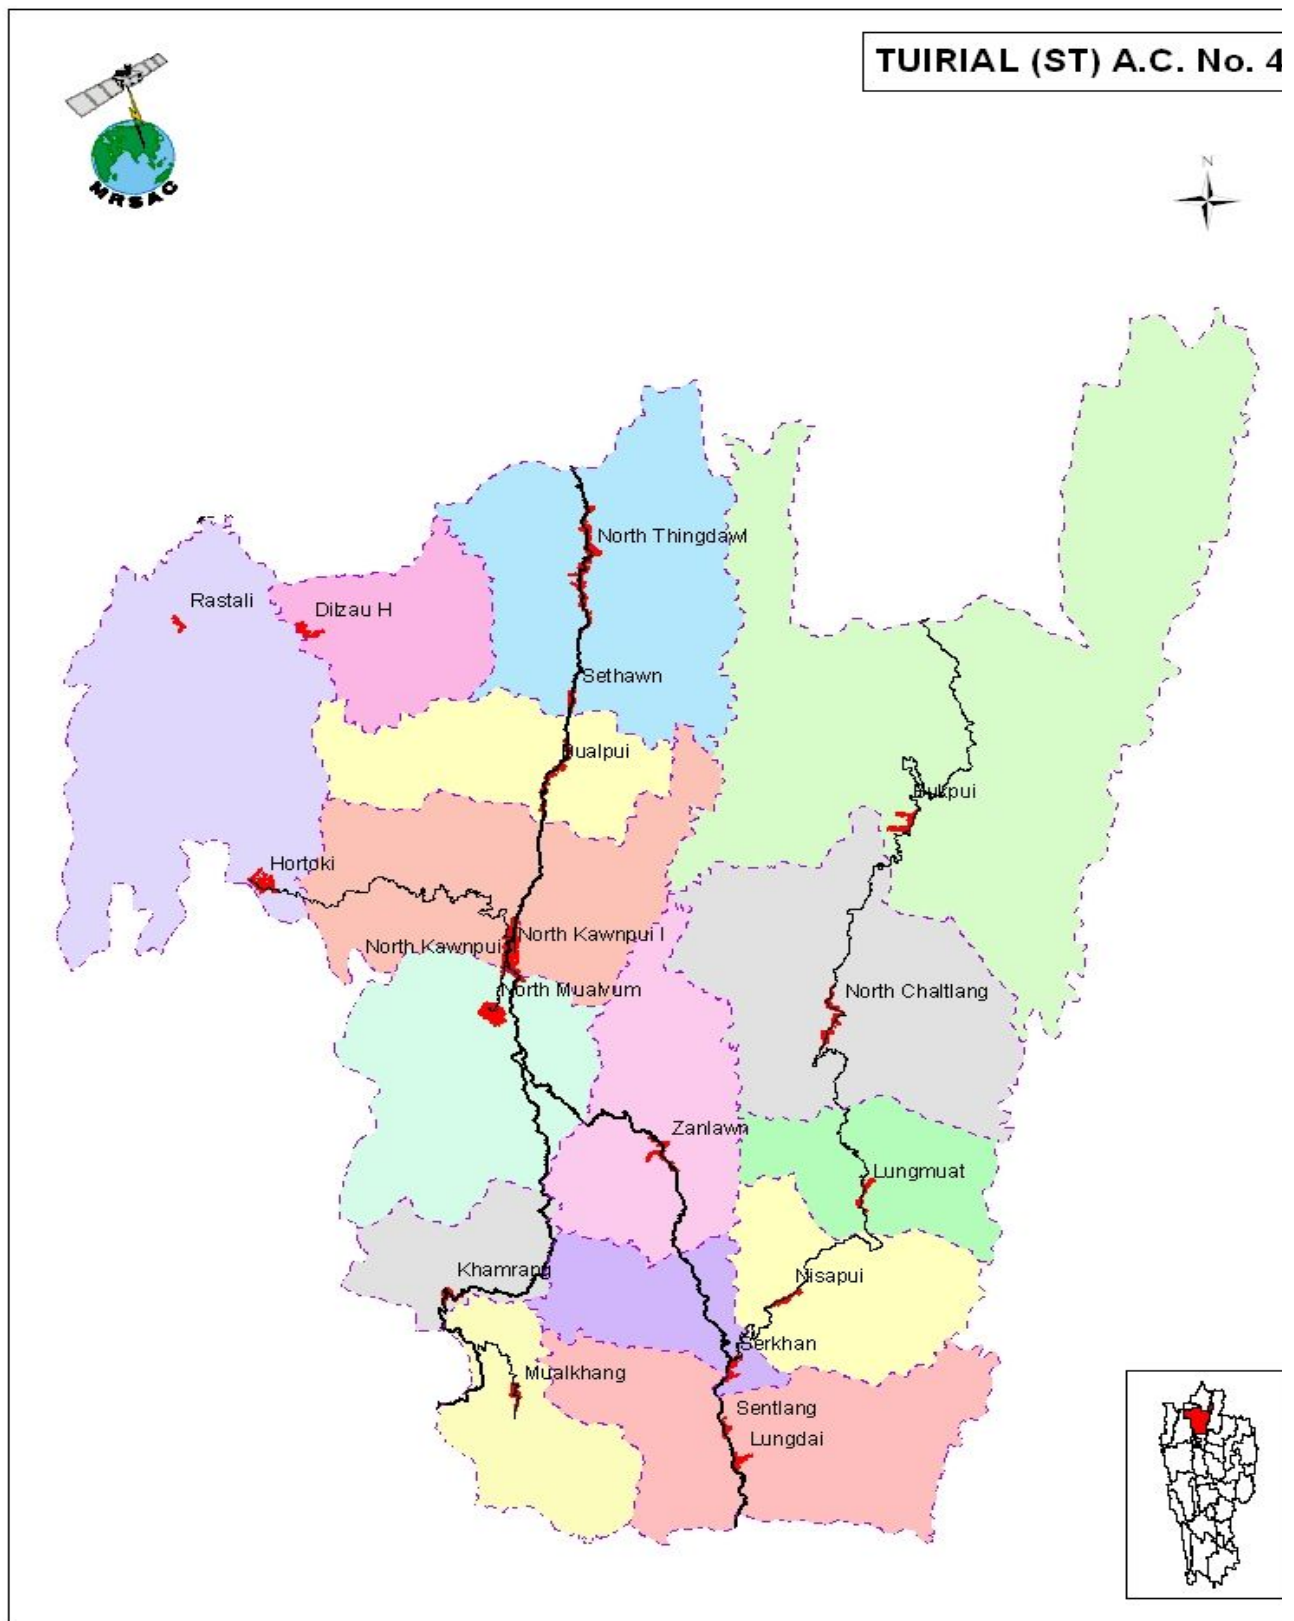 TUIRIAL (ST) A.C. No. 4
MRSAC
N
North Thingdawl
Rastali
Dilzau H
Sethawn
Bualpui
Bukpui
Hortoki
North Kawnpui I
North Kawnpui
North Mualvum
North Chaltlang
Zanlawn
Lungmuat
Khamrang
Nisapui
Serkhan
Mualkhang
Sentlang
Lungdai